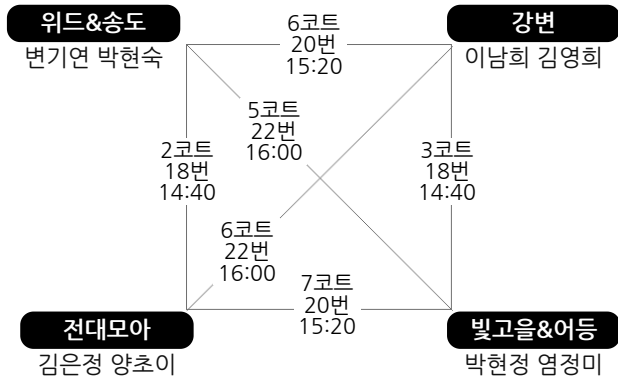 위드&송도
변기연 박현숙
6코트
20번
15:20
강변
이남희 김영희
5코트
22번
16:00
2코트
18번
14:40
3코트
18번
14:40
6코트
22번
16:00
7코트
20번
15:20
전대모아
김은정 양초이
빛고을&어등
박현정 염정미